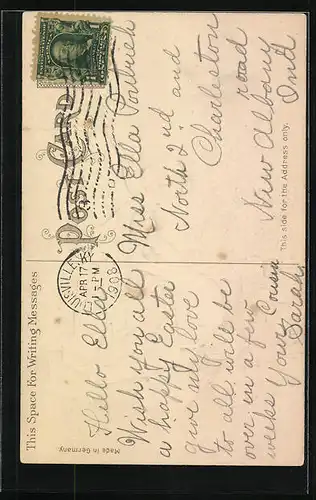 This Space For Writing Messages
POST CARD
LOUISVILLE
KY
APR 17
PM
1908
Hello Ella
Wish you all
a happy Easter
give my love
to all. will be
over in a few
weeks Your Cousin
Sarah
Miss Ella
North 2nd and
Charleston
road
New Albany
Ind
This side for the Address only.
Made in Germany.